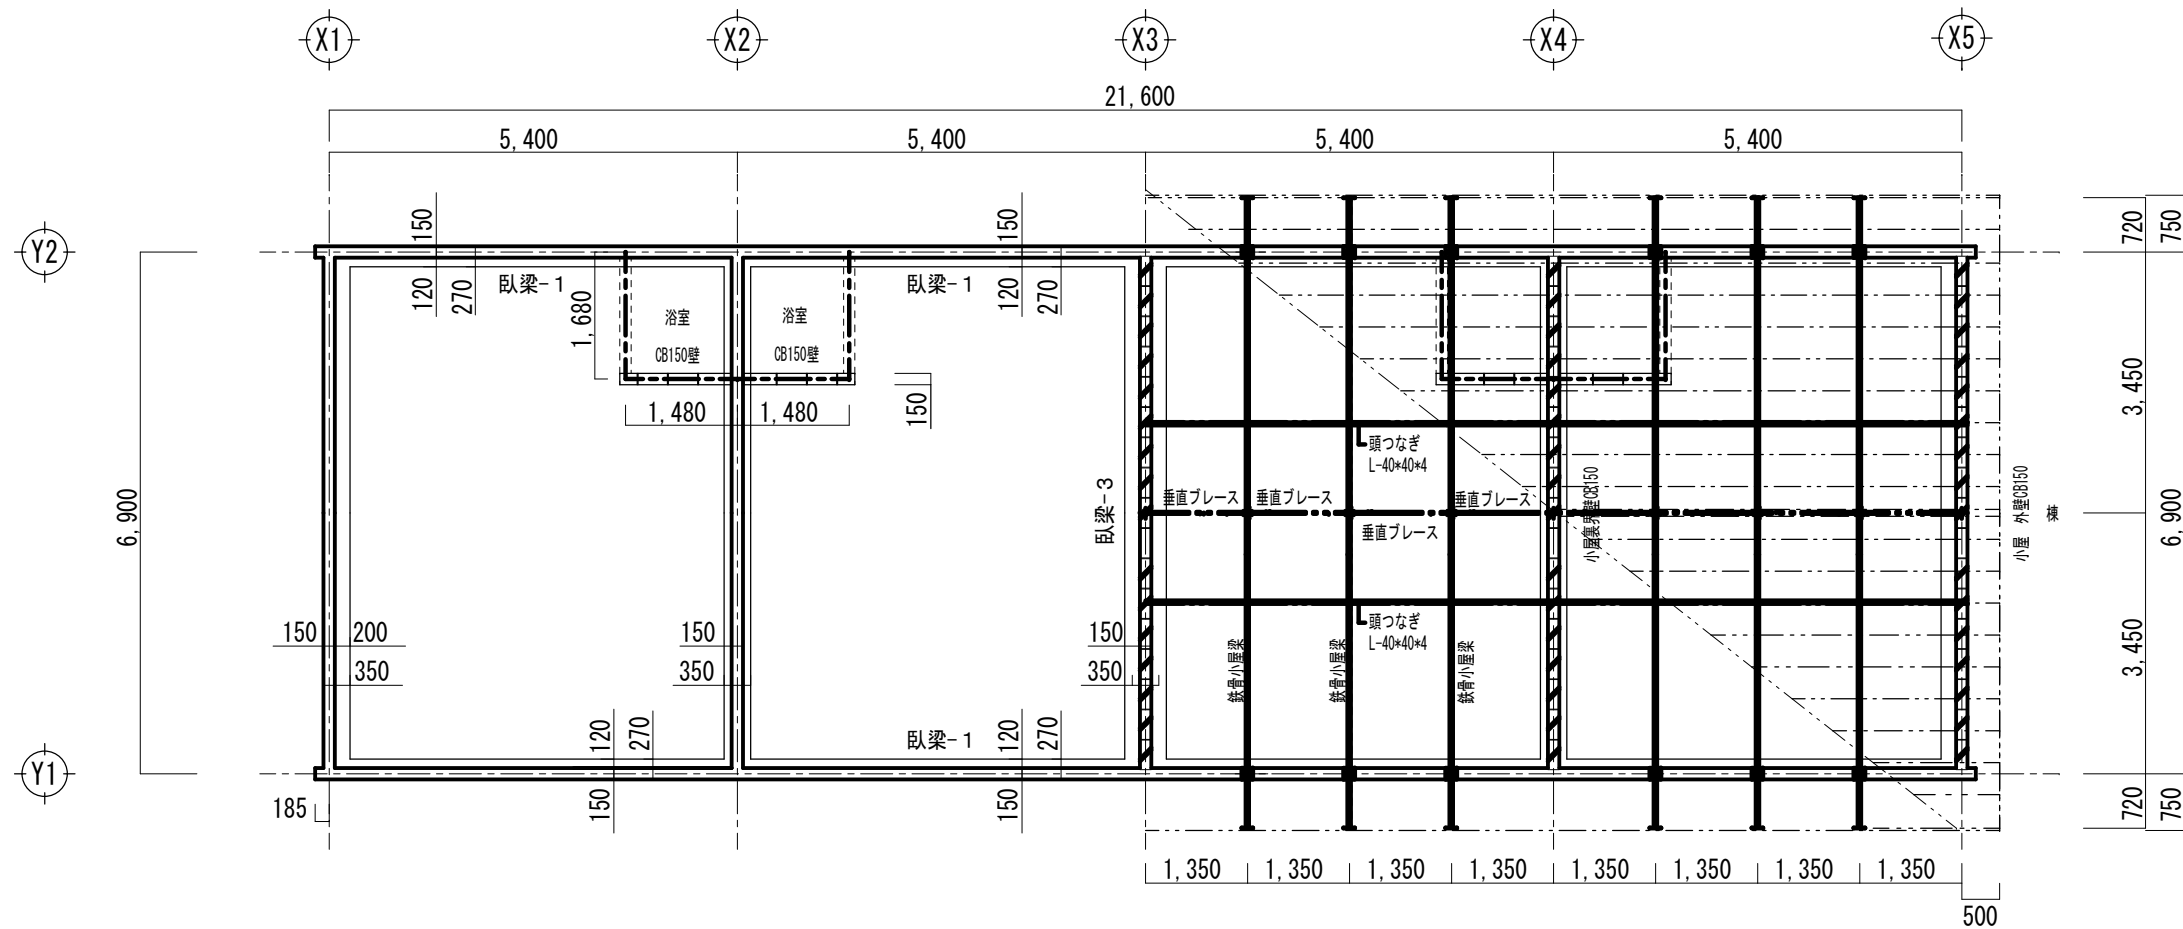 X1 X2 X3 X4 X5
21,600
5,400 5,400 5,400 5,400
Y2
150 150
720 750
120 270 臥梁-1 臥梁-1 120 270
1,680
浴室 浴室
CB150壁 CB150壁
3,450
1,480 1,480 150
頭つなぎ
L-40*40*4
6,900
臥梁-3
垂直ブレース 垂直ブレース 垂直ブレース
垂直ブレース
小屋裏界壁CB150
小屋 外壁CB150
棟
6,900
頭つなぎ
L-40*40*4
150 200 150 150
350 350 350
鉄骨小屋梁 鉄骨小屋梁 鉄骨小屋梁
3,450
120 270 臥梁-1 120 270
Y1
185
150 150
720 750
1,350 1,350 1,350 1,350 1,350 1,350 1,350 1,350
500